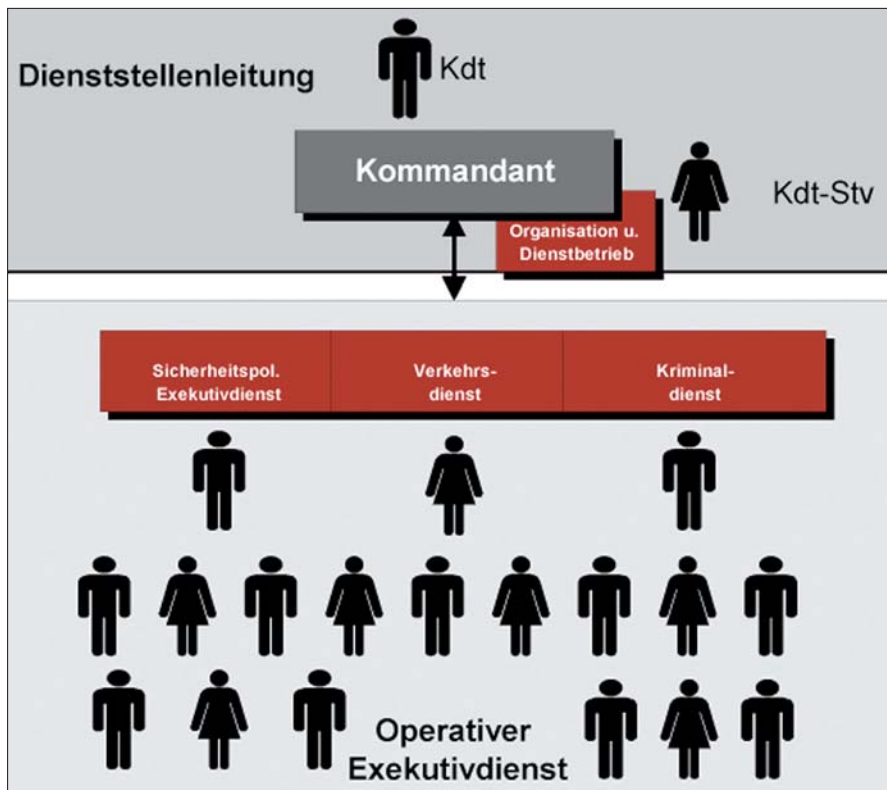 Dienststellenleitung
Kdt
Kommandant
Kdt-Stv
Organisation u.
Dienstbetrieb
Sicherheitspol.
Exekutivdienst
Verkehrs-
dienst
Kriminal-
dienst
Operativer
Exekutivdienst